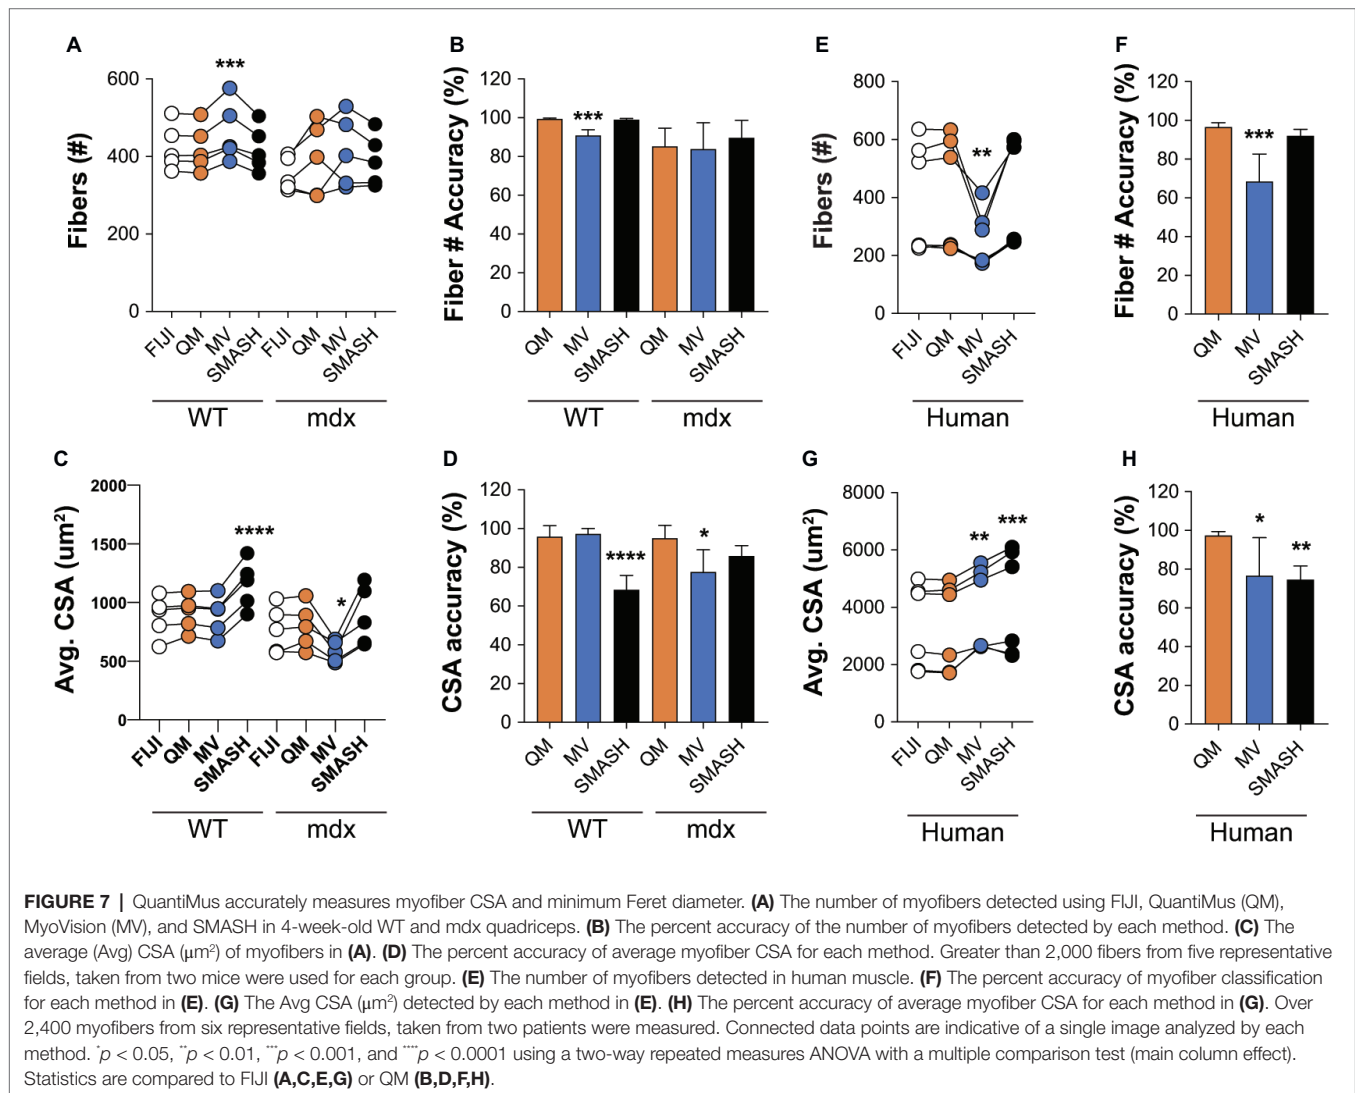 A
Fibers (#)
600
400
200
0
***
FIJI
QM
MV
SMASH
FIJI
QM
MV
SMASH
WT
mdx
B
Fiber # Accuracy (%)
120
100
80
60
40
20
0
***
QM
MV
SMASH
QM
MV
SMASH
WT
mdx
E
Fibers (#)
800
600
400
200
0
**
FIJI
QM
MV
SMASH
Human
F
Fiber # Accuracy (%)
120
100
80
60
40
20
0
***
QM
MV
SMASH
Human
C
Avg. CSA (um²)
2000
1500
1000
500
0
****
*
FIJI
QM
MV
SMASH
FIJI
QM
MV
SMASH
WT
mdx
D
CSA accuracy (%)
120
100
80
60
40
20
0
****
*
QM
MV
SMASH
QM
MV
SMASH
WT
mdx
G
Avg. CSA (um²)
8000
6000
4000
2000
0
**
***
FIJI
QM
MV
SMASH
Human
H
CSA accuracy (%)
120
100
80
60
40
20
0
*
**
QM
MV
SMASH
Human
FIGURE 7 | QuantiMus accurately measures myofiber CSA and minimum Feret diameter. (A) The number of myofibers detected using FIJI, QuantiMus (QM),
MyoVision (MV), and SMASH in 4-week-old WT and mdx quadriceps. (B) The percent accuracy of the number of myofibers detected by each method. (C) The
average (Avg) CSA (μm²) of myofibers in (A). (D) The percent accuracy of average myofiber CSA for each method. Greater than 2,000 fibers from five representative
fields, taken from two mice were used for each group. (E) The number of myofibers detected in human muscle. (F) The percent accuracy of myofiber classification
for each method in (E). (G) The Avg CSA (μm²) detected by each method in (E). (H) The percent accuracy of average myofiber CSA for each method in (G). Over
2,400 myofibers from six representative fields, taken from two patients were measured. Connected data points are indicative of a single image analyzed by each
method. *p < 0.05, **p < 0.01, ***p < 0.001, and ****p < 0.0001 using a two-way repeated measures ANOVA with a multiple comparison test (main column effect).
Statistics are compared to FIJI (A,C,E,G) or QM (B,D,F,H).